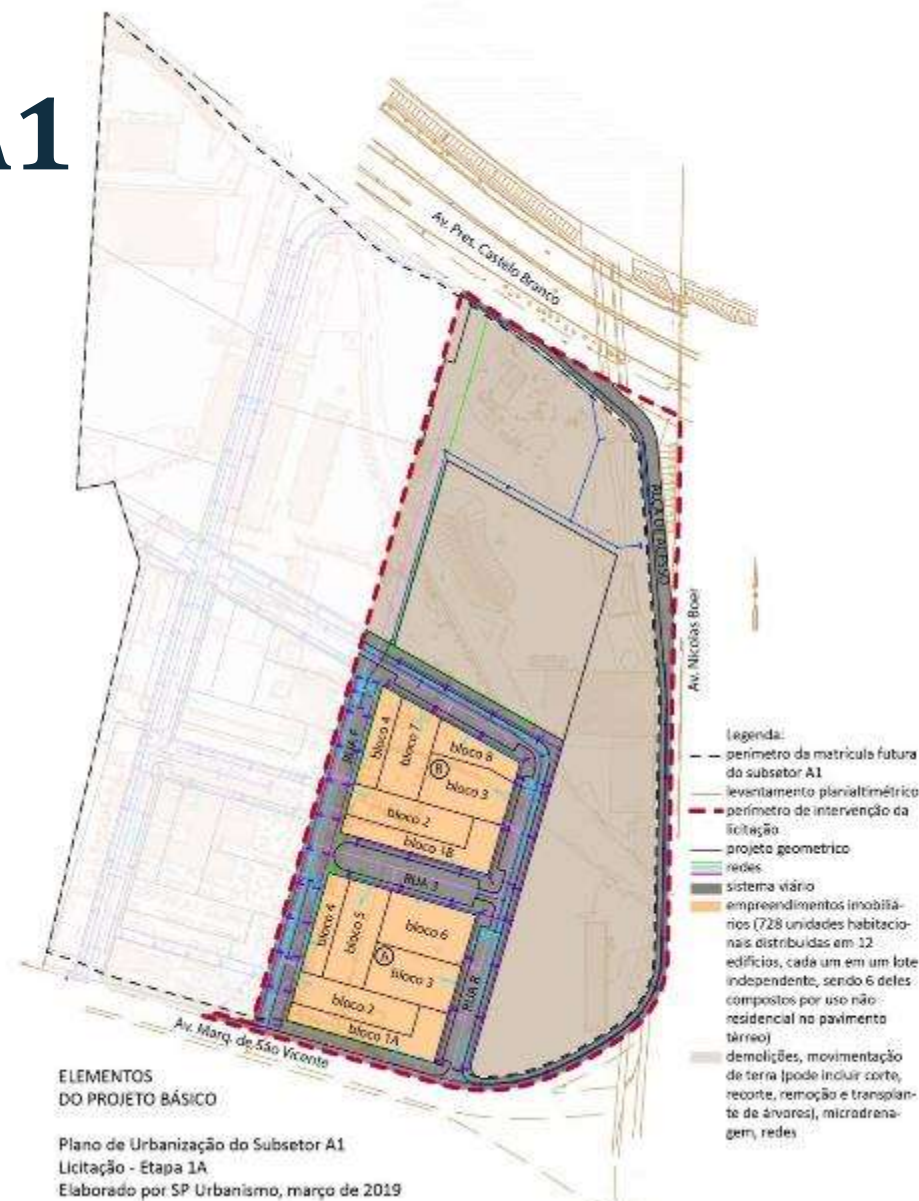 A1
Av. Pres. Castelo Branco
Av. Nicolas Boer
RUA F
bloco 4
bloco 7
bloco 8
B
bloco 3
bloco 2
bloco 1B
RUA 3
bloco 4
bloco 5
bloco 6
A
bloco 3
RUA R
bloco 2
bloco 1A
Av. Marq. de São Vicente
Legenda:
perímetro da matrícula futura
do subsetor A1
levantamento planialtimétrico
perímetro de intervenção da
licitação
projeto geometrico
redes
sistema viário
empreendimentos imobiliá-
rios (728 unidades habitacio-
nais distribuídas em 12
edifícios, cada um em um lote
independente, sendo 6 deles
compostos por uso não
residencial no pavimento
térreo)
demolições, movimentação
de terra (pode incluir corte,
recorte, remoção e transplan-
te de árvores), microdrena-
gem, redes
ELEMENTOS
DO PROJETO BÁSICO
Plano de Urbanização do Subsetor A1
Licitação - Etapa 1A
Elaborado por SP Urbanismo, março de 2019